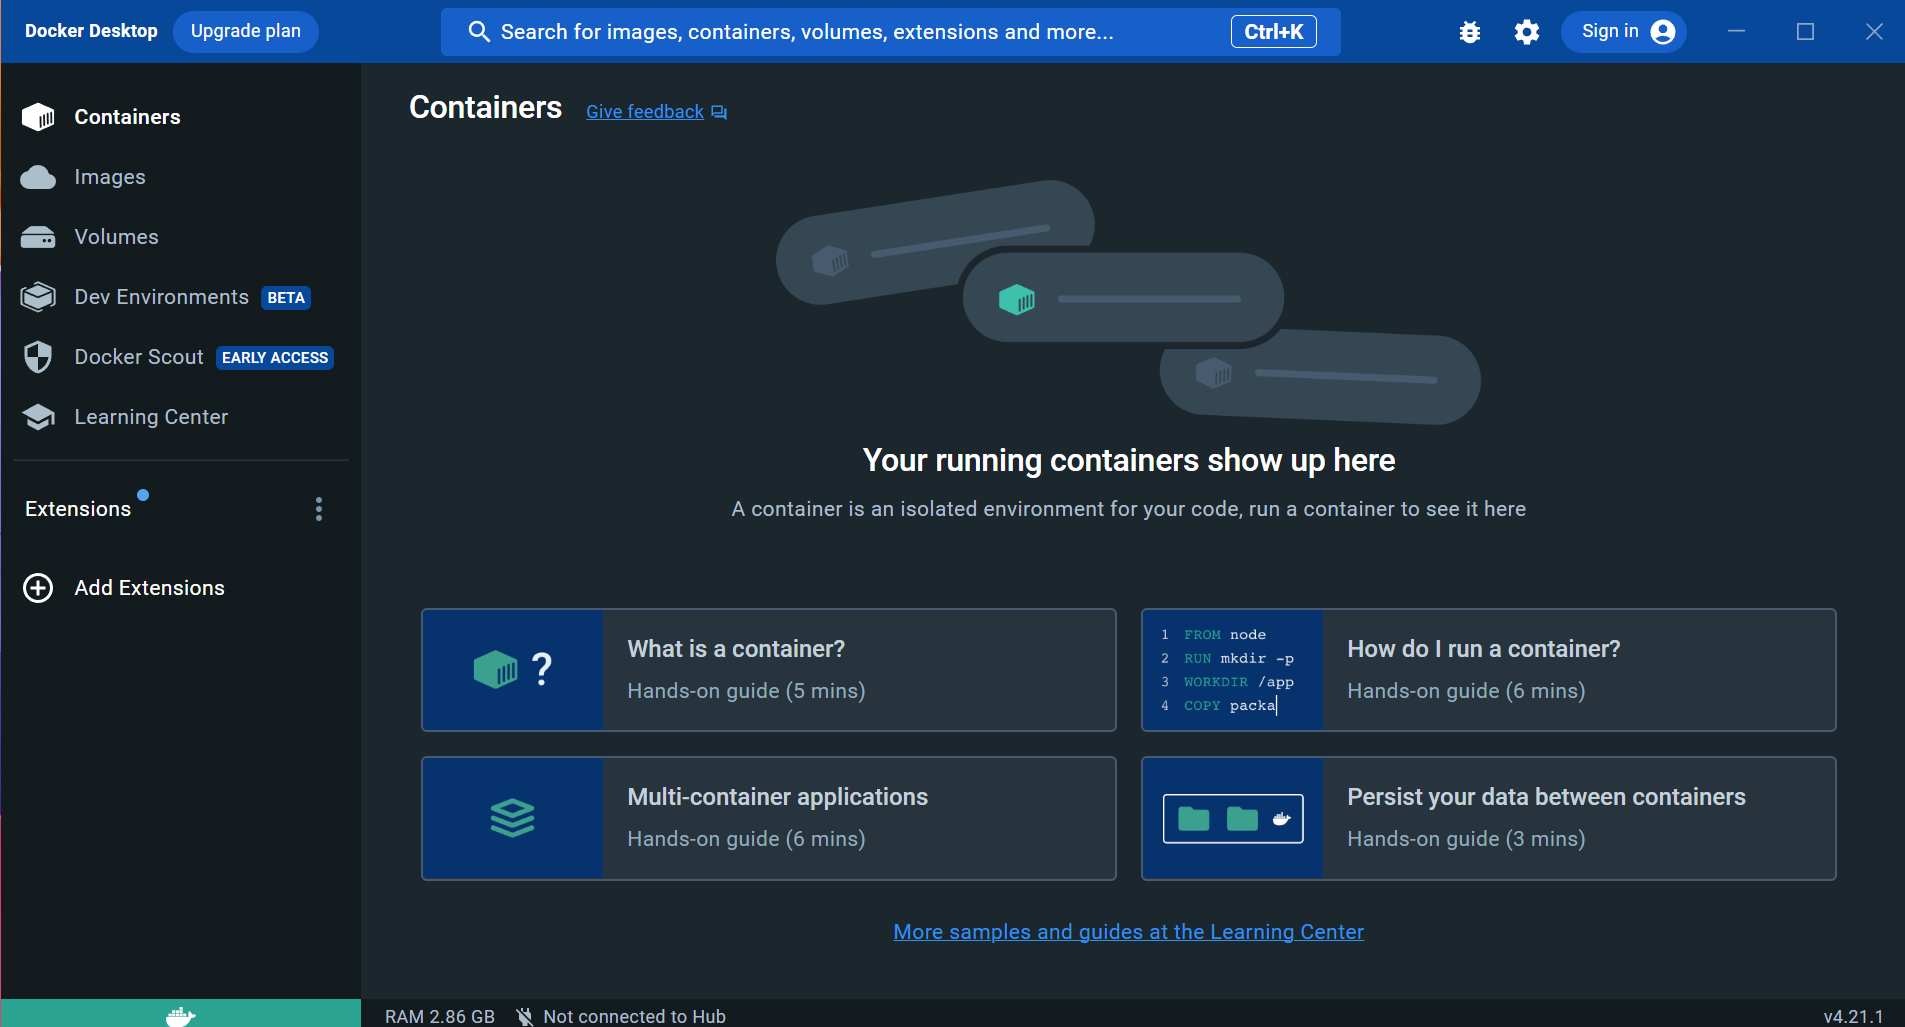 Docker Desktop
Upgrade plan
Search for images, containers, volumes, extensions and more...
Ctrl+K
Sign in
Containers
Images
Volumes
Dev Environments BETA
Docker Scout EARLY ACCESS
Learning Center
Extensions
Add Extensions
Containers
Give feedback
Your running containers show up here
A container is an isolated environment for your code, run a container to see it here
?
What is a container?
Hands-on guide (5 mins)
1 FROM node
2 RUN mkdir -p
3 WORKDIR /app
4 COPY packa
How do I run a container?
Hands-on guide (6 mins)
Multi-container applications
Hands-on guide (6 mins)
Persist your data between containers
Hands-on guide (3 mins)
More samples and guides at the Learning Center
RAM 2.86 GB
Not connected to Hub
v4.21.1